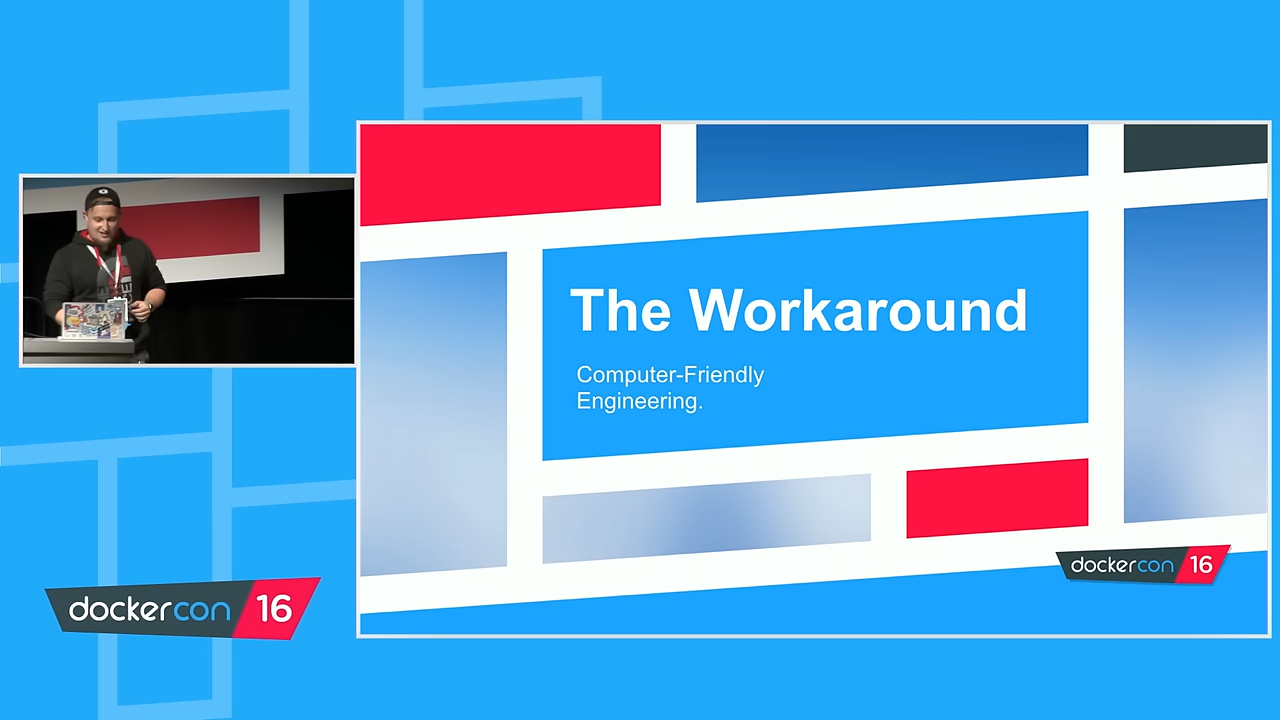 The Workaround
Computer-Friendly
Engineering.
dockercon 16
dockercon 16